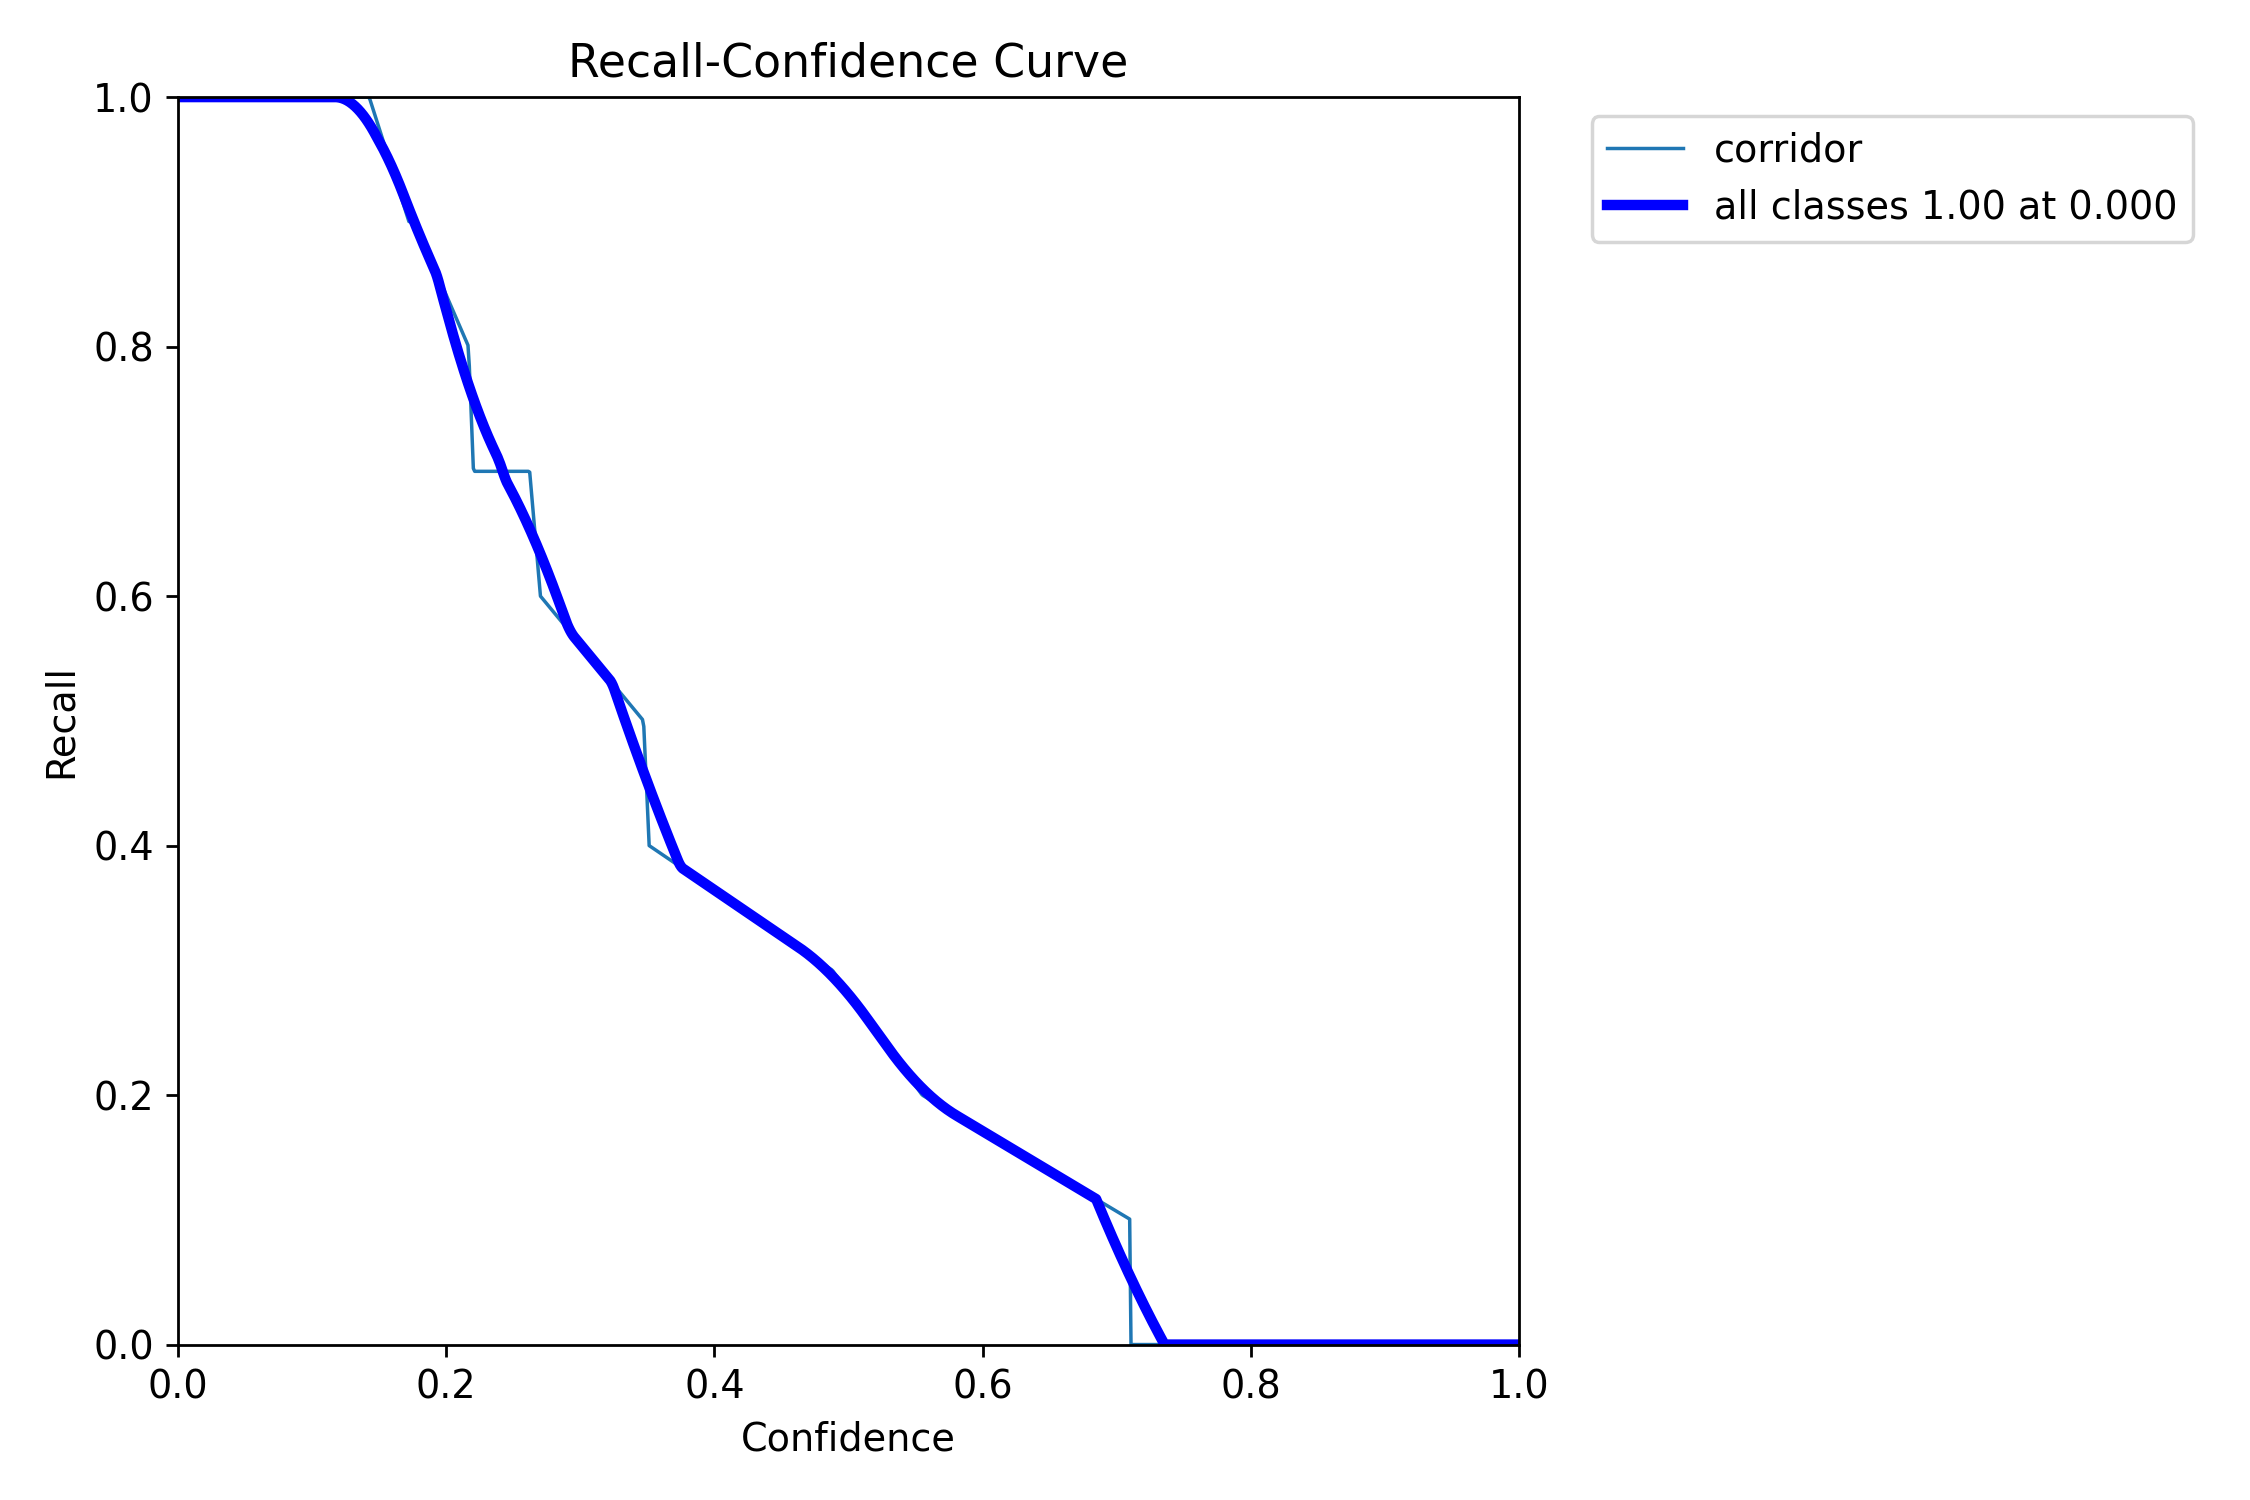 Recall-Confidence Curve
corridor
all classes 1.00 at 0.000
1.0
0.8
0.6
0.4
0.2
0.0
Recall
0.0 0.2 0.4 0.6 0.8 1.0
Confidence